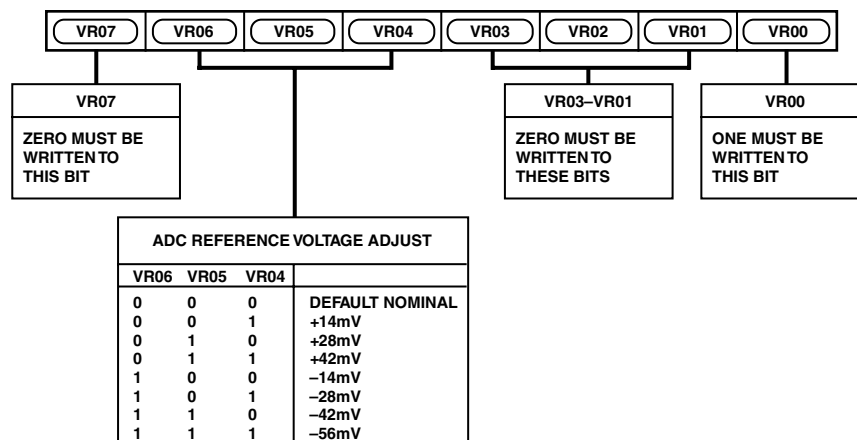 VR07 VR06 VR05 VR04 VR03 VR02 VR01 VR00
VR07
ZERO MUST BE
WRITTEN TO
THIS BIT
VR03–VR01
ZERO MUST BE
WRITTEN TO
THESE BITS
VR00
ONE MUST BE
WRITTEN TO
THIS BIT
ADC REFERENCE VOLTAGE ADJUST
VR06 VR05 VR04
0 0 0 DEFAULT NOMINAL
0 0 1 +14mV
0 1 0 +28mV
0 1 1 +42mV
1 0 0 –14mV
1 0 1 –28mV
1 1 0 –42mV
1 1 1 –56mV